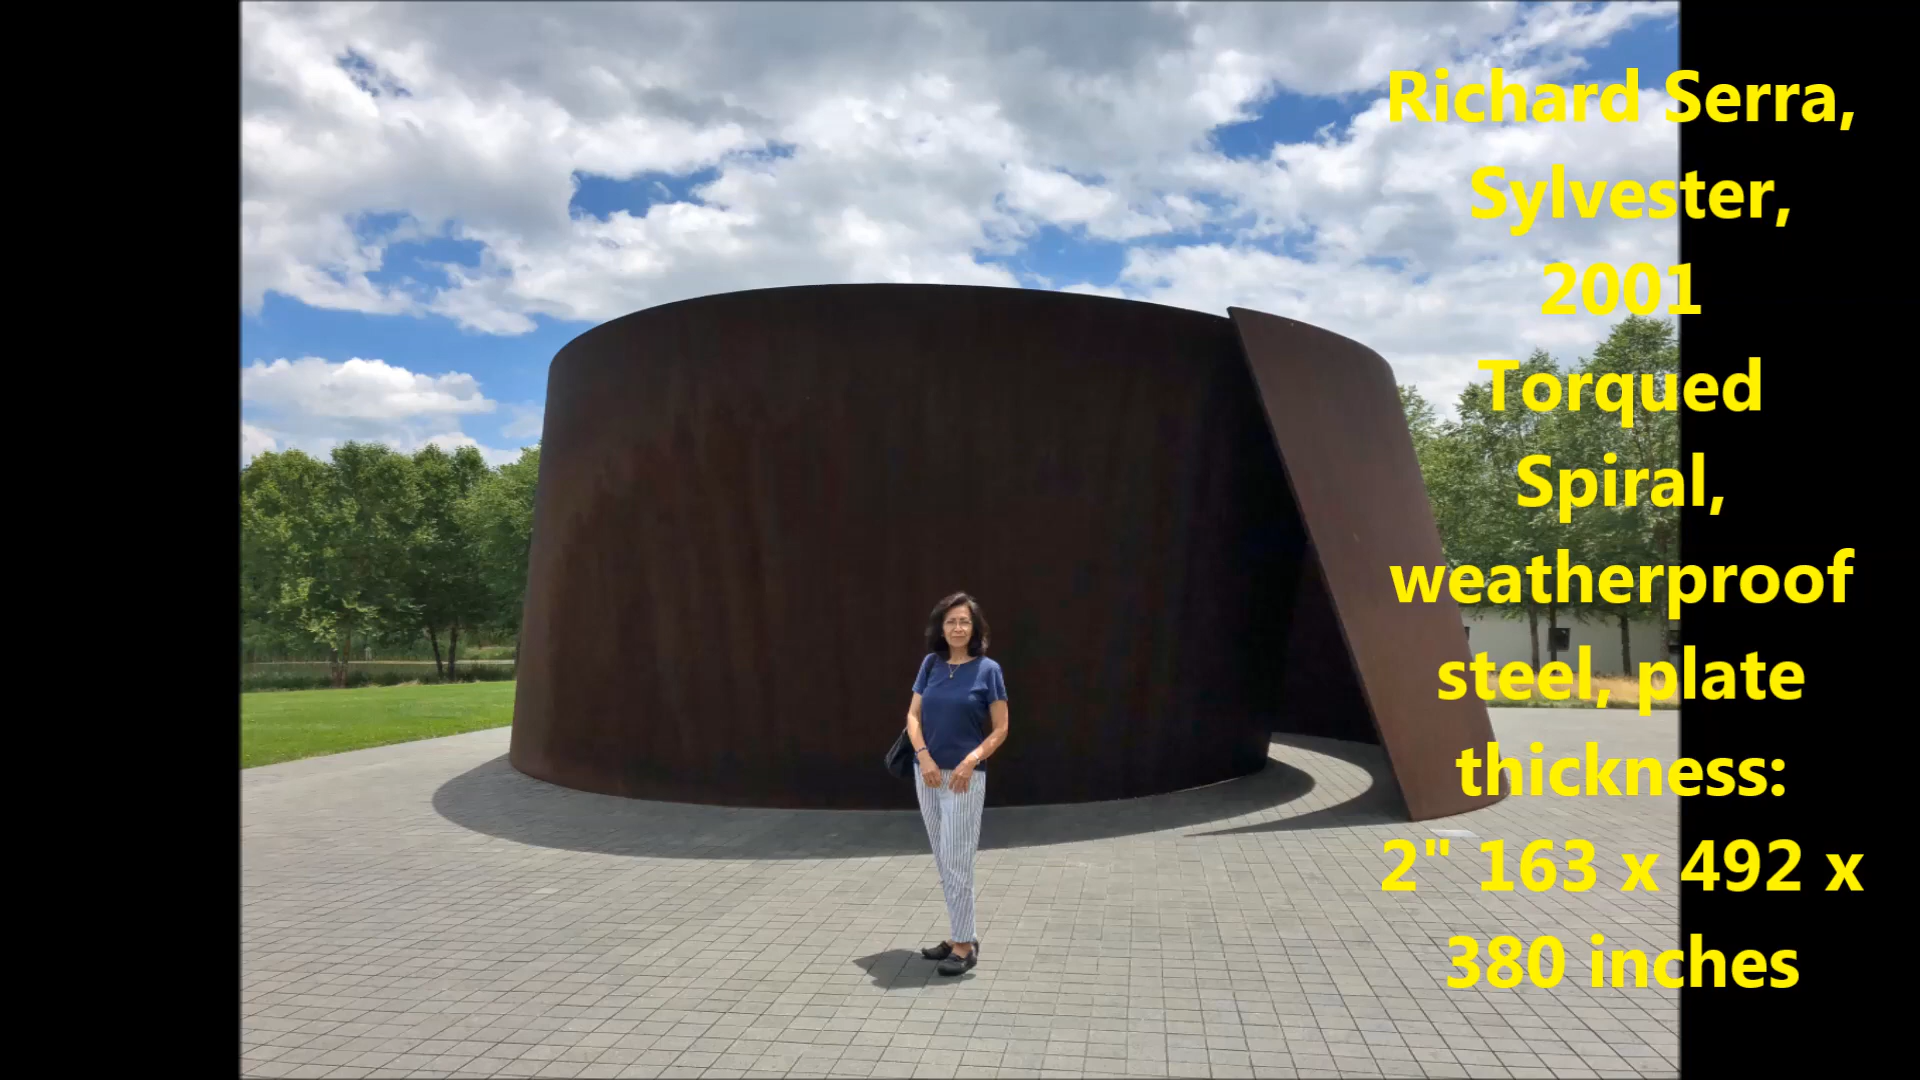 Richard Serra,
Sylvester,
2001
Torqued
Spiral,
weatherproof
steel, plate
thickness:
2" 163 x 492 x
380 inches